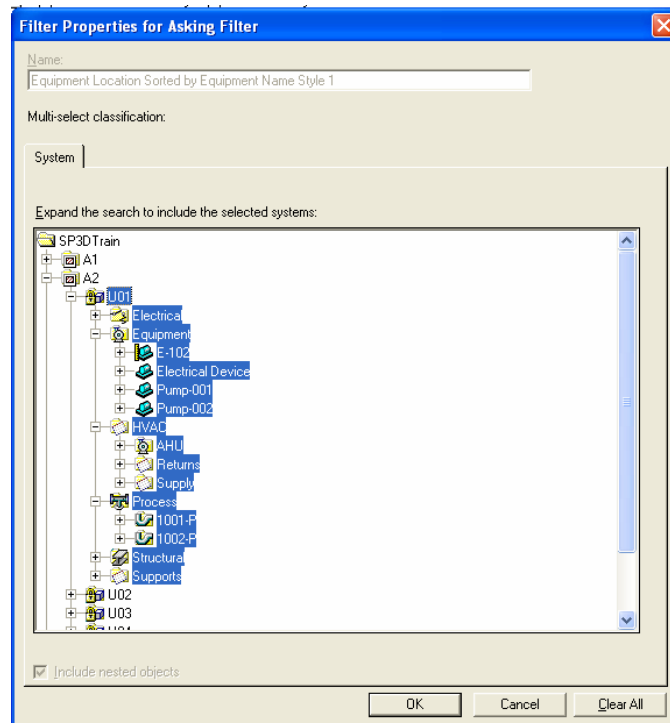 Filter Properties for Asking Filter
Name:
Equipment Location Sorted by Equipment Name Style 1
Multi-select classification:
System
Expand the search to include the selected systems:
SP3DTrain
A1
A2
U01
Electrical
Equipment
E-102
Electrical Device
Pump-001
Pump-002
HVAC
AHU
Returns
Supply
Process
1001-P
1002-P
Structural
Supports
U02
U03
Include nested objects
OK Cancel Clear All